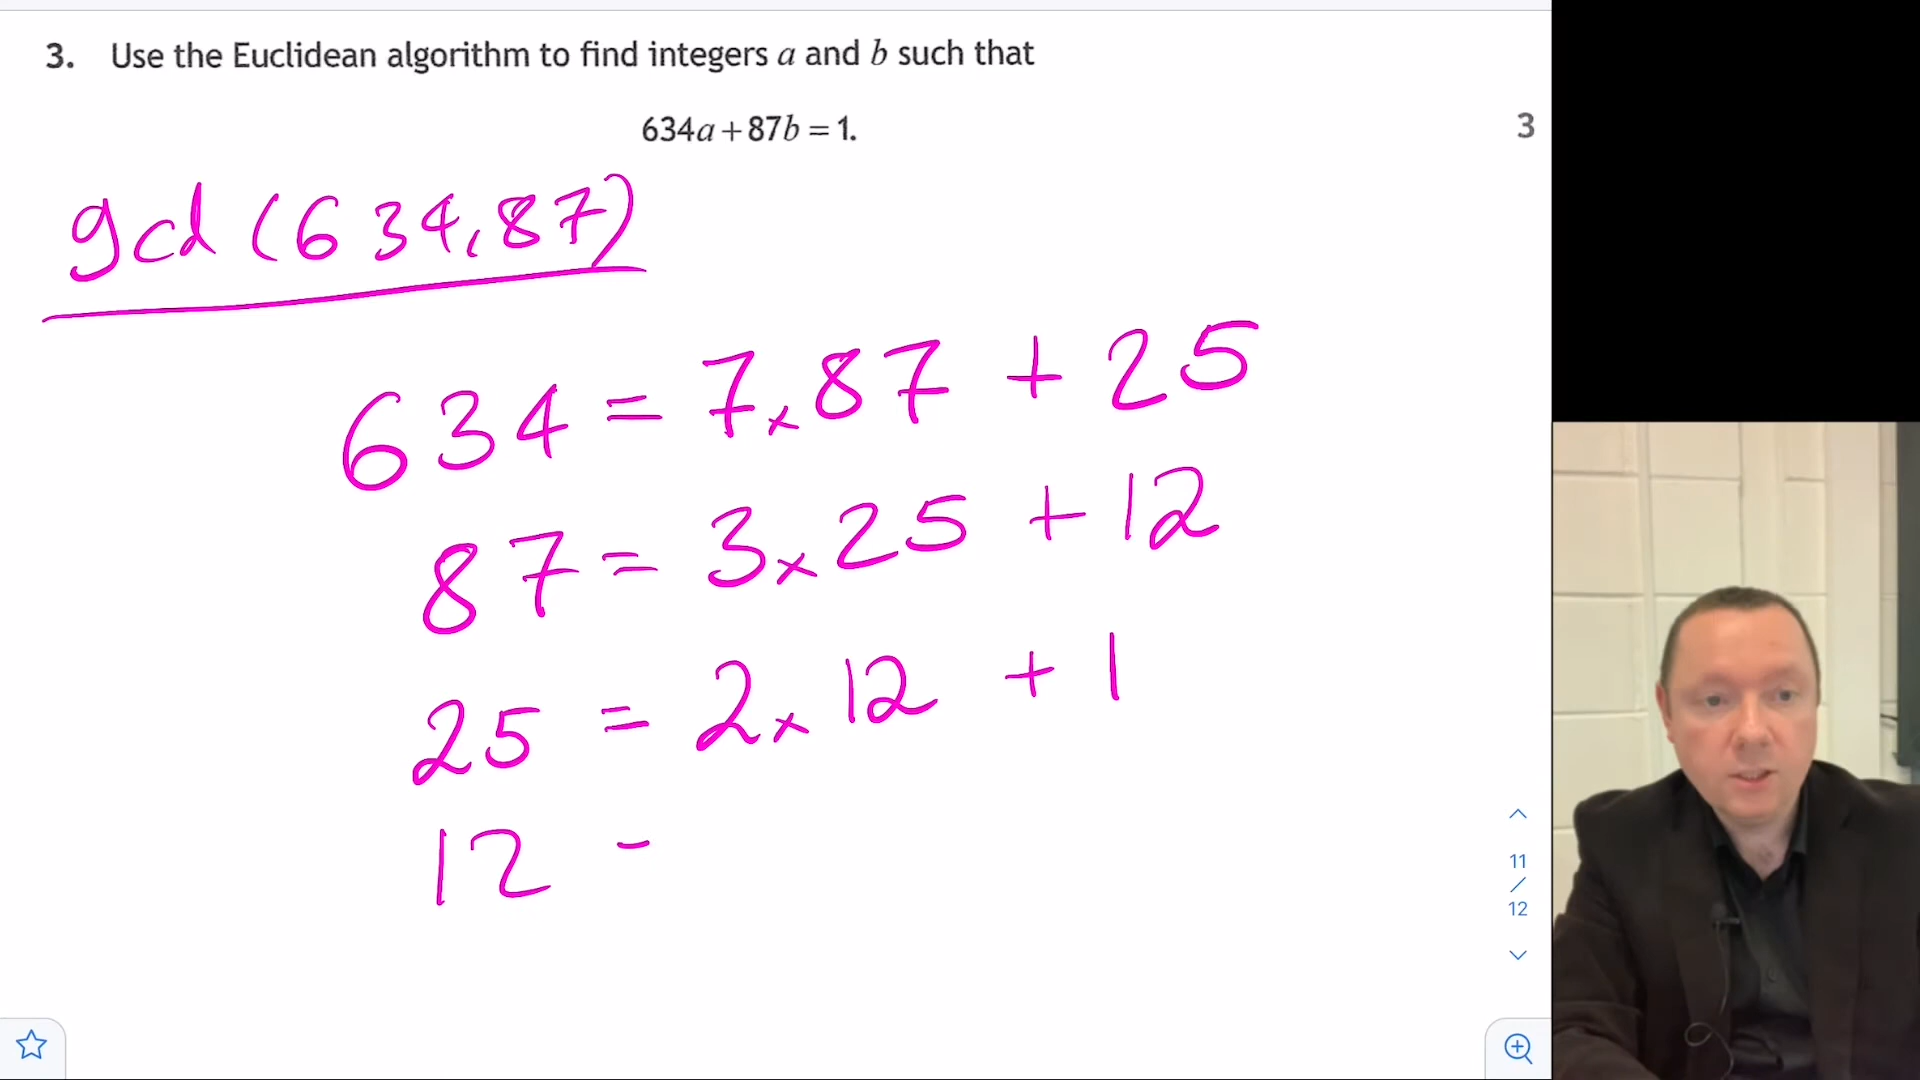 3. Use the Euclidean algorithm to find integers a and b such that
634a+87b=1.
3
gcd (634,87)
634 = 7×87 + 25
87 = 3×25 + 12
25 = 2×12 + 1
12 -
11
/
12